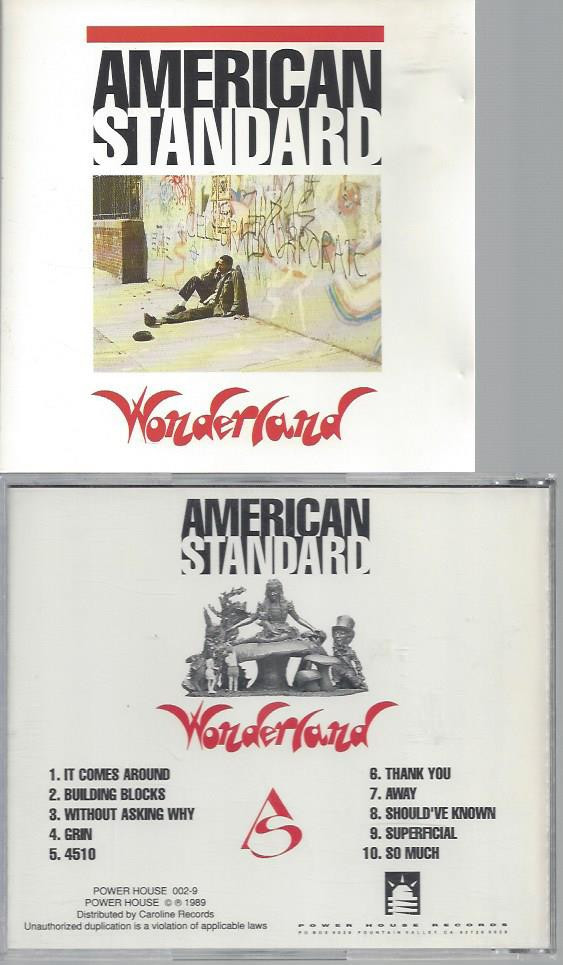 AMERICAN
STANDARD
CORPORATE
Wonderland
AMERICAN
STANDARD
Wonderland
1. IT COMES AROUND
2. BUILDING BLOCKS
3. WITHOUT ASKING WHY
4. GRIN
5. 4510
6. THANK YOU
7. AWAY
8. SHOULD'VE KNOWN
9. SUPERFICIAL
10. SO MUCH
AS
POWER HOUSE 002-9
POWER HOUSE © ℗ 1989
Distributed by Caroline Records
Unauthorized duplication is a violation of applicable laws
POWER HOUSE RECORDS